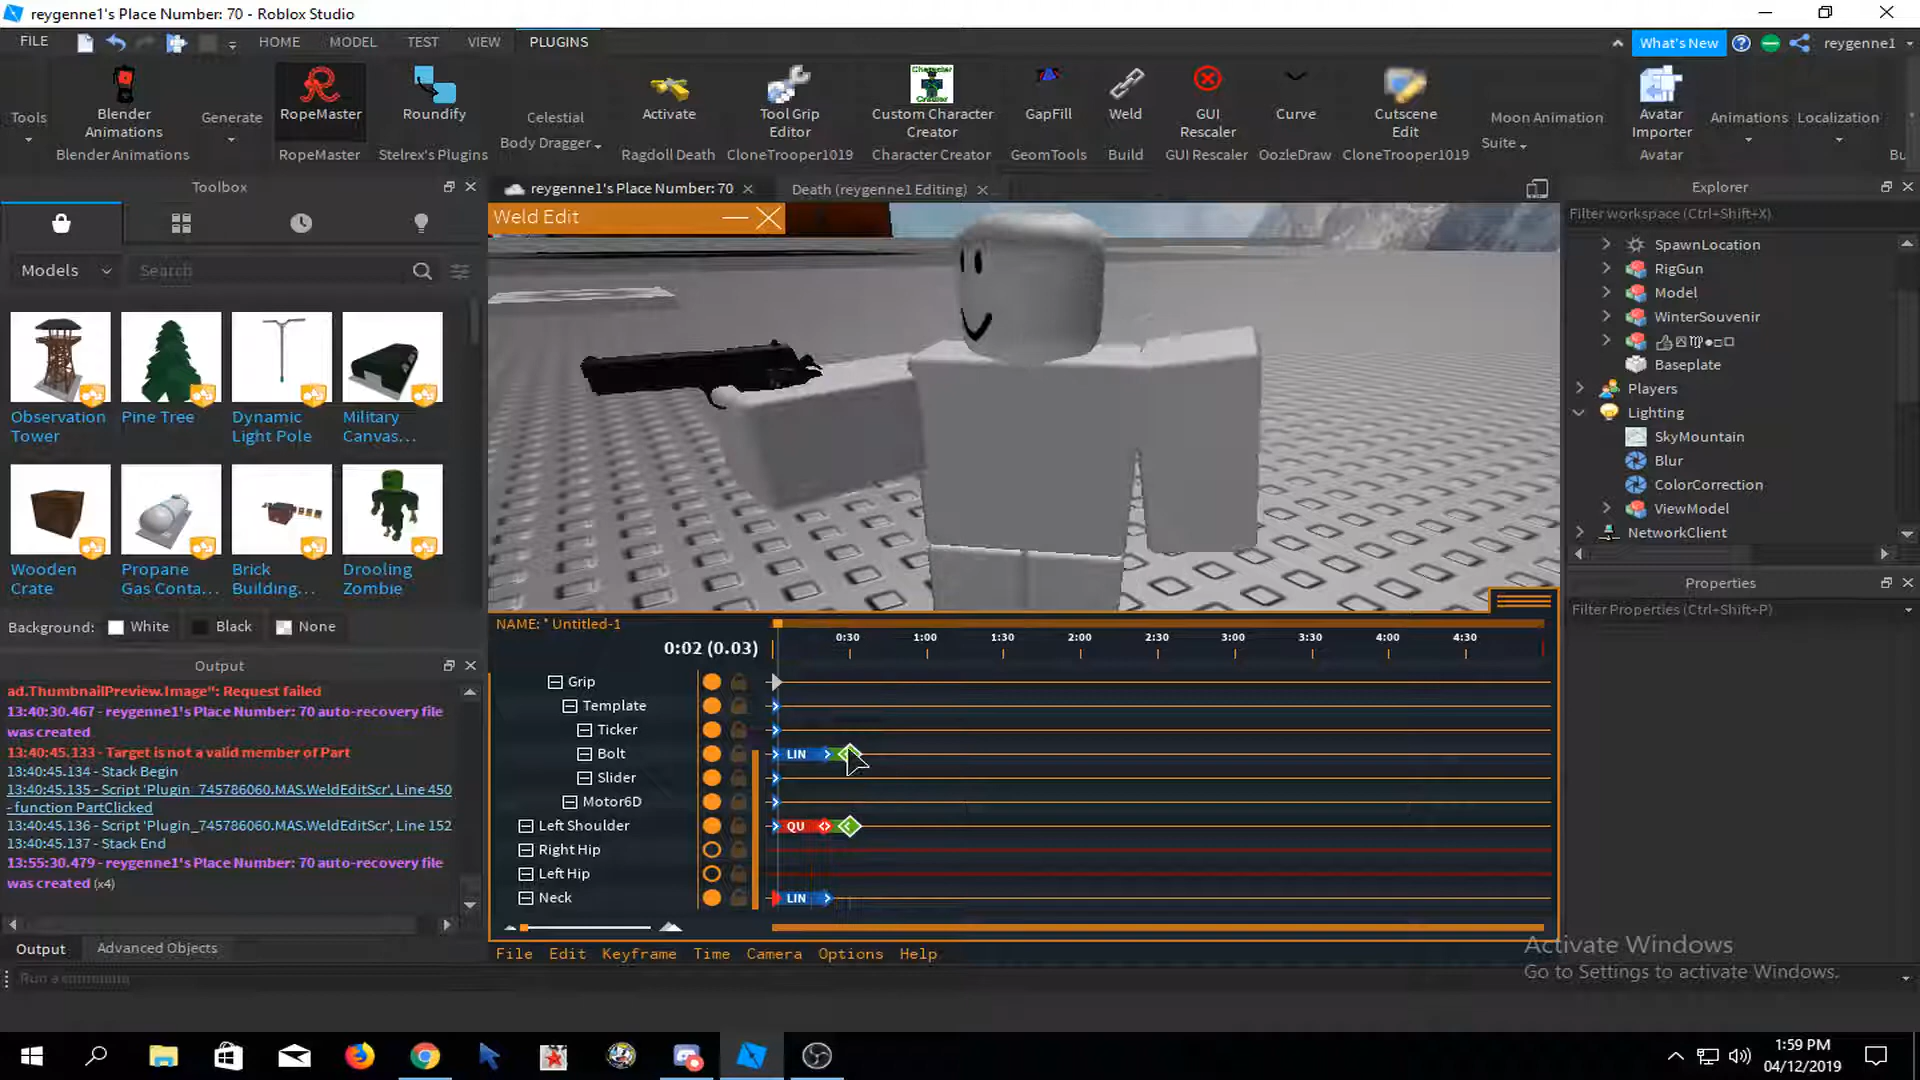 reygenne1's Place Number: 70 - Roblox Studio
FILE HOME MODEL TEST VIEW PLUGINS What's New reygenne1
Tools
Blender Animations
Generate
RopeMaster
Roundify
Celestial Body Dragger
Activate
Tool Grip Editor
Custom Character Creator
GapFill
Weld
GUI Rescaler
Curve
Cutscene Edit
Moon Animation Suite
Avatar Importer
Animations
Localization
Blender Animations RopeMaster Stelrex's Plugins Ragdoll Death CloneTrooper1019 Character Creator GeomTools Build GUI Rescaler OozleDraw CloneTrooper1019 Avatar Bu
Toolbox
reygenne1's Place Number: 70
Death (reygenne1 Editing)
Explorer
Weld Edit
Filter workspace (Ctrl+Shift+X)
Models
Search
Observation Tower
Pine Tree
Dynamic Light Pole
Military Canvas...
Wooden Crate
Propane Gas Conta...
Brick Building...
Drooling Zombie
Background: White Black None
SpawnLocation
RigGun
Model
WinterSouvenir
Baseplate
Players
Lighting
SkyMountain
Blur
ColorCorrection
ViewModel
NetworkClient
Properties
Filter Properties (Ctrl+Shift+P)
Output
ad.ThumbnailPreview.Image": Request failed
13:40:30.467 - reygenne1's Place Number: 70 auto-recovery file
was created
13:40:45.133 - Target is not a valid member of Part
13:40:45.134 - Stack Begin
13:40:45.135 - Script 'Plugin_745786060.MAS.WeldEditScr', Line 450
- function PartClicked
13:40:45.136 - Script 'Plugin_745786060.MAS.WeldEditScr', Line 152
13:40:45.137 - Stack End
13:55:30.479 - reygenne1's Place Number: 70 auto-recovery file
was created (x4)
Output Advanced Objects
Run a command
NAME: * Untitled-1
0:02 (0.03)
0:30 1:00 1:30 2:00 2:30 3:00 3:30 4:00 4:30
Grip
Template
Ticker
Bolt LIN
Slider
Motor6D
Left Shoulder QU
Right Hip
Left Hip
Neck LIN
File Edit Keyframe Time Camera Options Help
Activate Windows
Go to Settings to activate Windows.
1:59 PM
04/12/2019